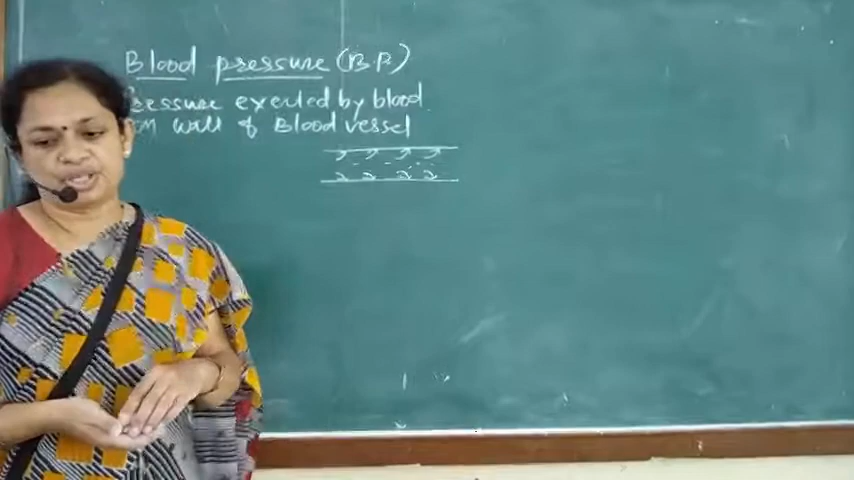 Blood pressure (B.P)
Pressure exerted by blood
on wall of Blood vessel